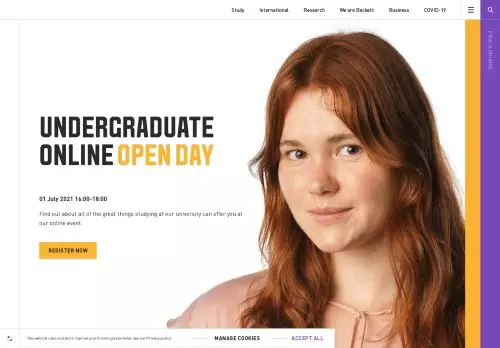 Study International Research We are Beckett Business COVID-19
FIND A COURSE
UNDERGRADUATE
ONLINE OPEN DAY
01 July 2021 16:00-18:00
Find out about all of the great things studying at our university can offer you at
our online event.
REGISTER NOW
This website uses cookies to improve your browsing experience. See our Privacy policy
MANAGE COOKIES
ACCEPT ALL